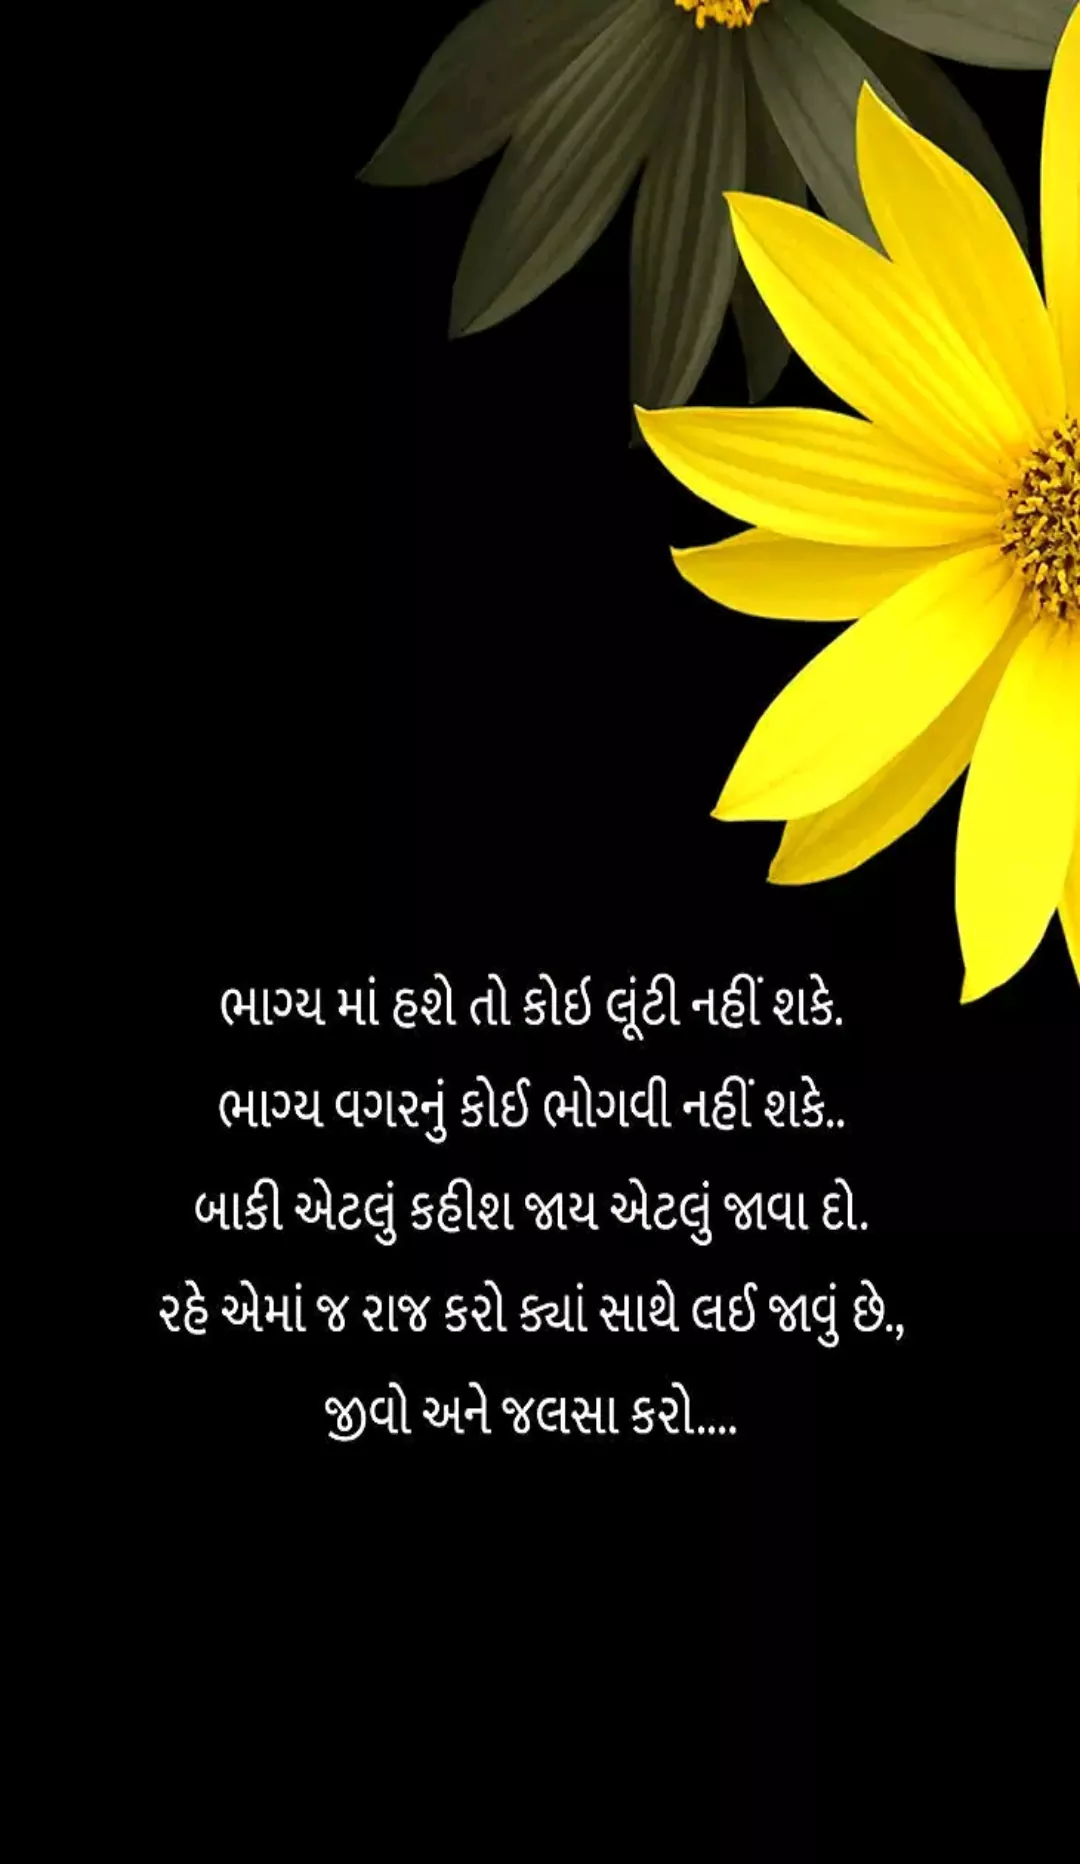 ભાગ્ય માં હશે તો કોઇ લૂંટી નહીં શકે.
ભાગ્ય વગરનું કોઈ ભોગવી નહીં શકે..
બાકી એટલું કહીશ જાય એટલું જાવા દો.
રહે એમાં જ રાજ કરો ક્યાં સાથે લઈ જાવું છે.,
જીવો અને જલસા કરો....